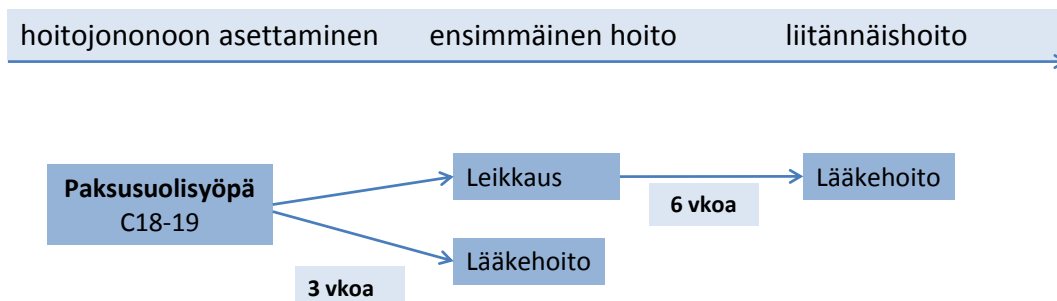 hoitojononoon asettaminen ensimmäinen hoito liitännäishoito
Paksusuolisyöpä
C18-19
Leikkaus
6 vkoa
Lääkehoito
Lääkehoito
3 vkoa